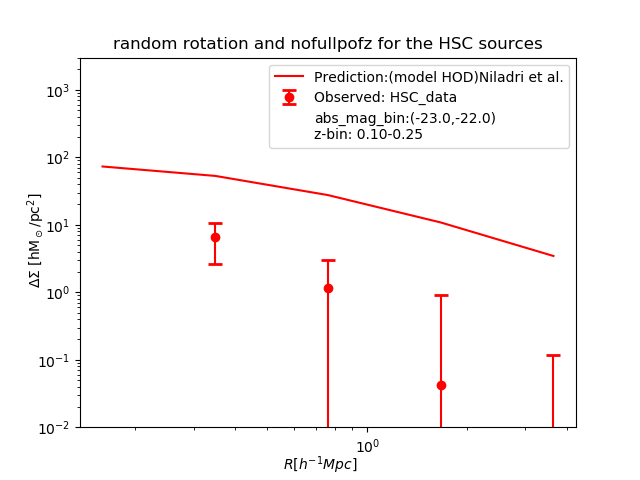 random rotation and nofullpofz for the HSC sources
Prediction:(model HOD)Niladri et al.
Observed: HSC_data
abs_mag_bin:(-23.0,-22.0)
z-bin: 0.10-0.25
ΔΣ [hM⊙/pc²]
10³
10²
10¹
10⁰
10⁻¹
10⁻²
10⁰
R[h⁻¹Mpc]